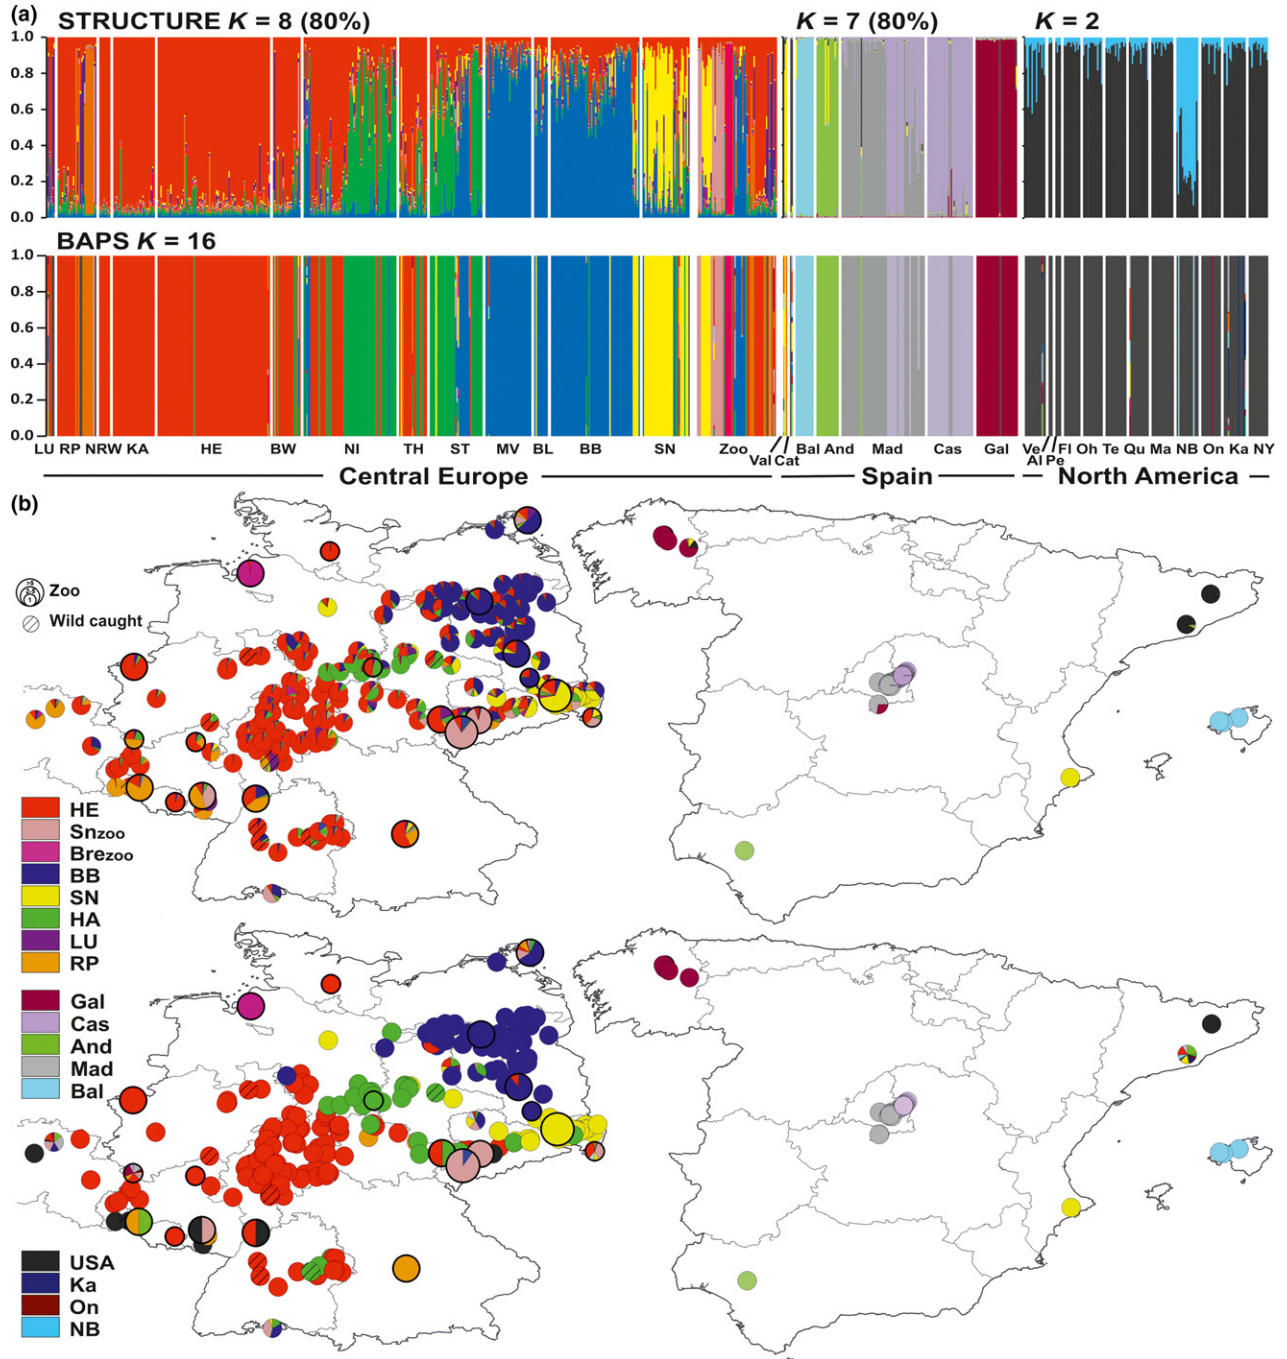 (a) STRUCTURE K = 8 (80%) K = 7 (80%) K = 2
1.0
0.8
0.6
0.4
0.2
0.0
BAPS K = 16
1.0
0.8
0.6
0.4
0.2
0.0
LU RP NRW KA HE BW NI TH ST MV BL BB SN Zoo Val Cat Bal And Mad Cas Gal Ve Al Pe Fl Oh Te Qu Ma NB On Ka NY
Central Europe Spain North America
(b)
Zoo
Wild caught
HE
Snzoo
Brezoo
BB
SN
HA
LU
RP
Gal
Cas
And
Mad
Bal
USA
Ka
On
NB